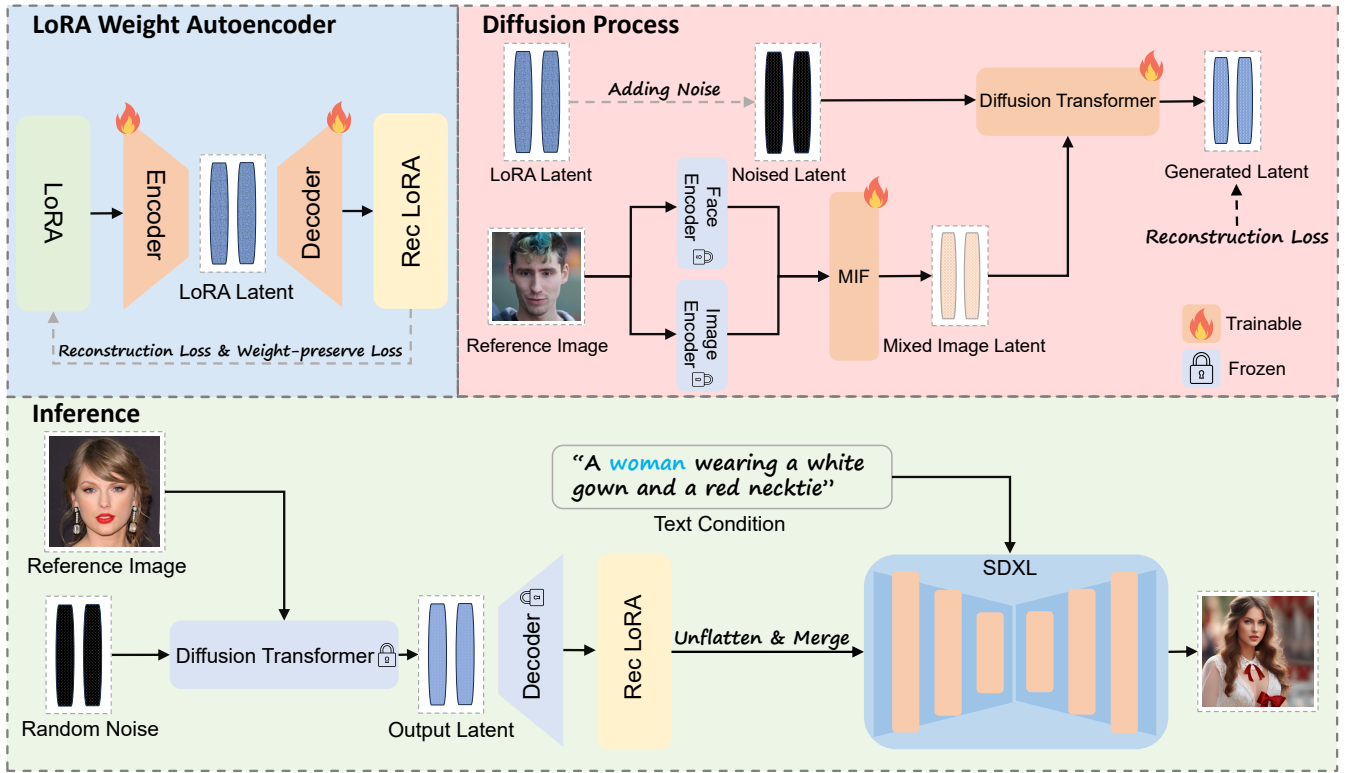 LoRA Weight Autoencoder
LoRA
Encoder
LoRA Latent
Decoder
Rec LoRA
Reconstruction Loss & Weight-preserve Loss
Diffusion Process
LoRA Latent
Adding Noise
Noised Latent
Diffusion Transformer
Generated Latent
Reconstruction Loss
Reference Image
Face
Encoder
Image
Encoder
MIF
Mixed Image Latent
Trainable
Frozen
Inference
Reference Image
Random Noise
Diffusion Transformer
Output Latent
Decoder
Rec LoRA
Unflatten & Merge
“A woman wearing a white
gown and a red necktie”
Text Condition
SDXL